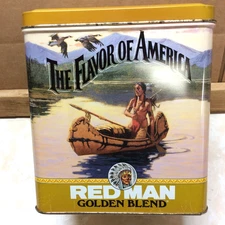 THE FLAVOR OF AMERICA
RED MAN
GOLDEN BLEND